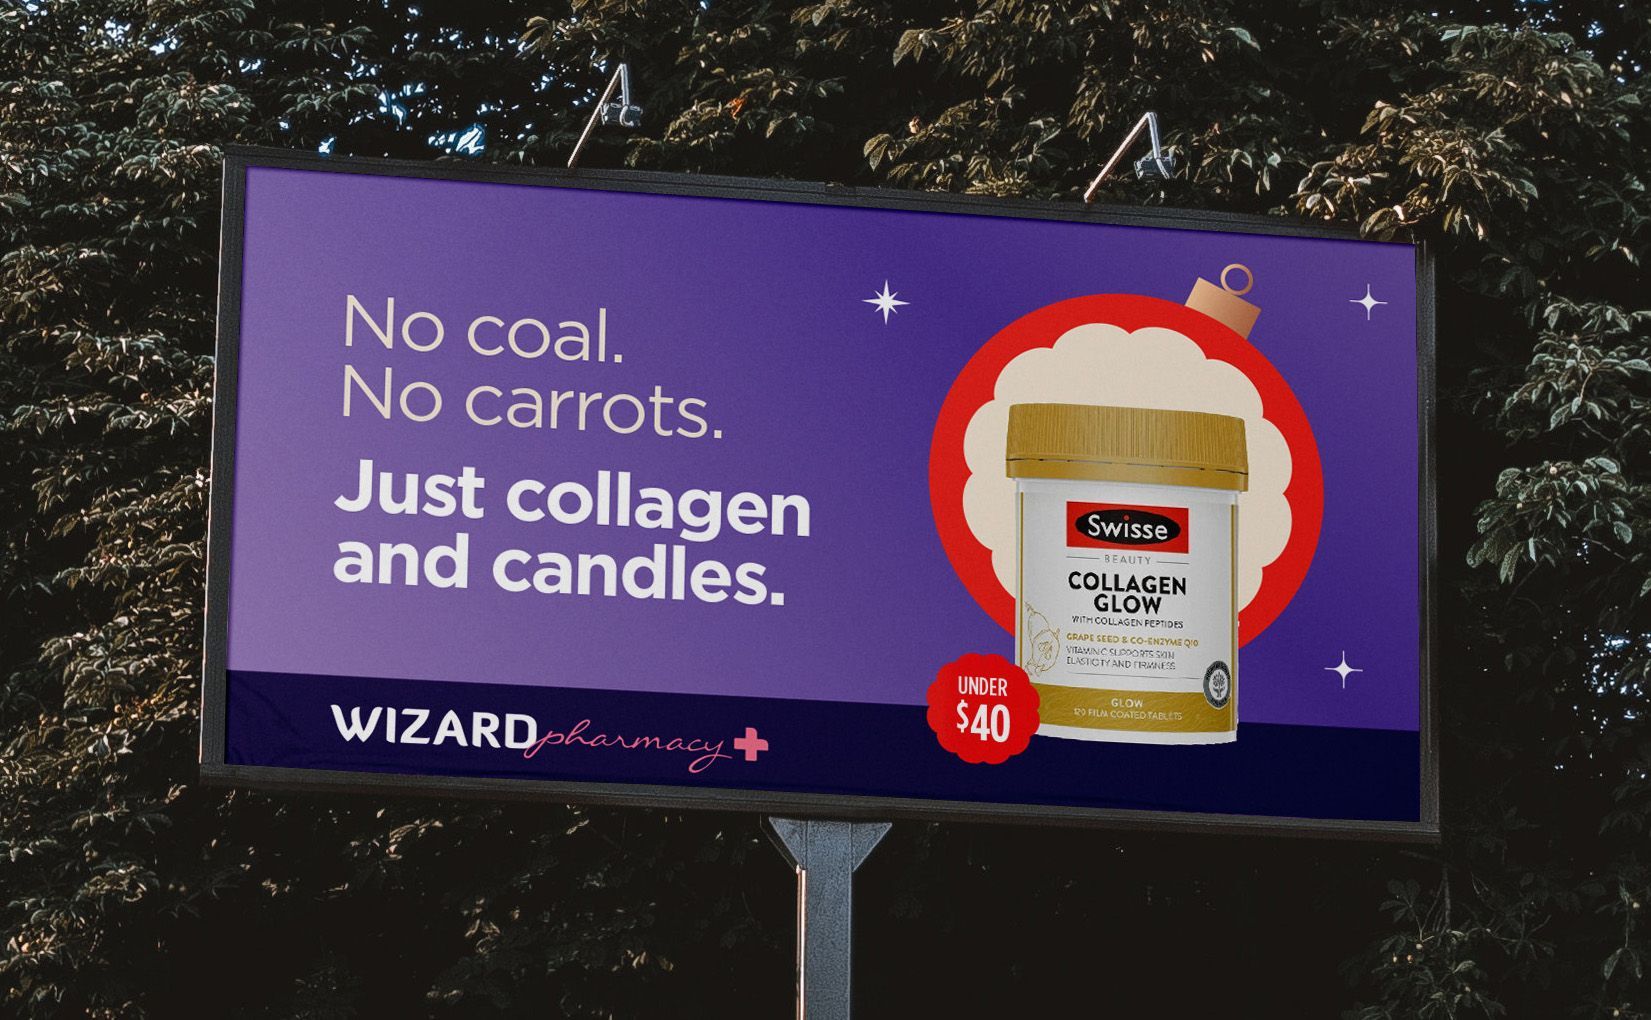 No coal.
No carrots.
Just collagen
and candles.
WIZARD pharmacy
UNDER
$40
Swisse
BEAUTY
COLLAGEN
GLOW
WITH COLLAGEN PEPTIDES
GRAPE SEED & CO-ENZYME Q10
VITAMIN C SUPPORTS SKIN
ELASTICITY AND FIRMNESS
GLOW
120 FILM COATED TABLETS